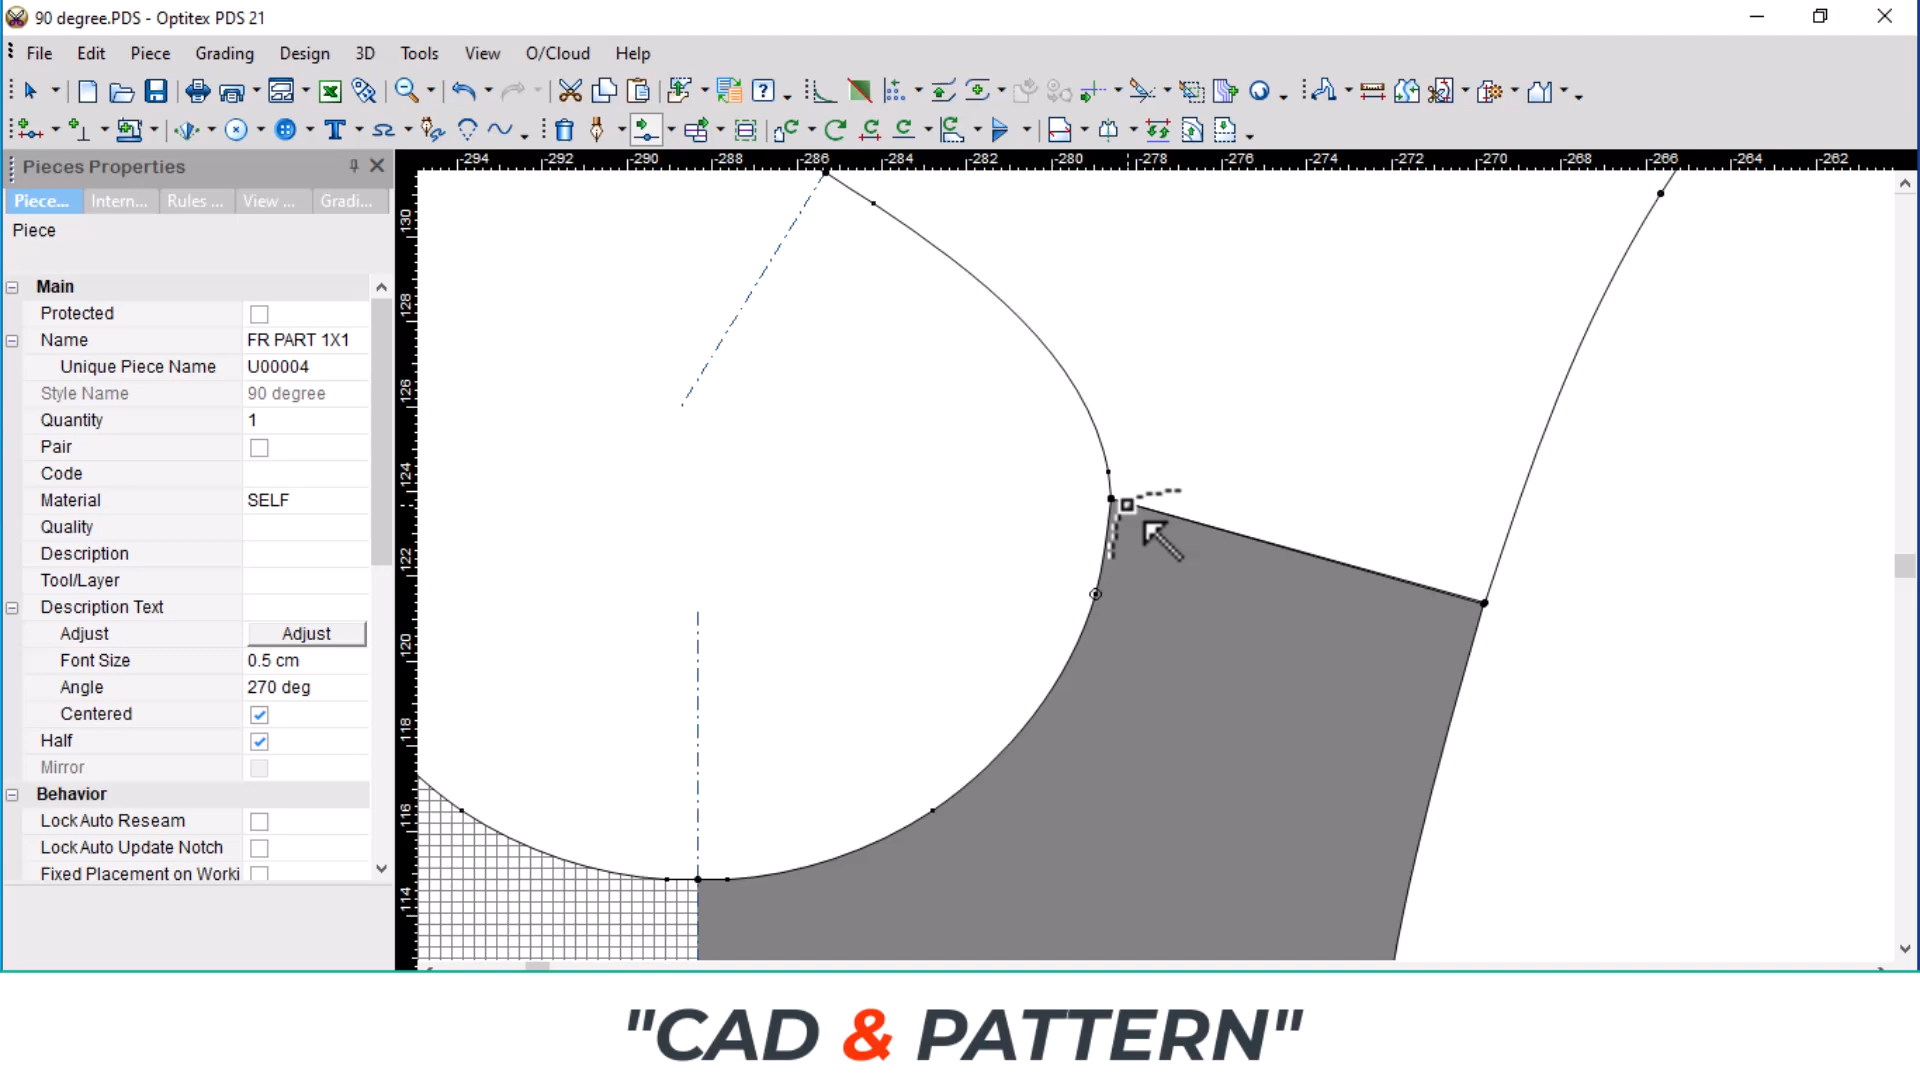 90 degree.PDS - Optitex PDS 21
File Edit Piece Grading Design 3D Tools View O/Cloud Help
Pieces Properties
Piece... Intern... Rules ... View ... Gradi...
Piece
Main
Protected
Name FR PART 1X1
Unique Piece Name U00004
Style Name 90 degree
Quantity 1
Pair
Code
Material SELF
Quality
Description
Tool/Layer
Description Text
Adjust Adjust
Font Size 0.5 cm
Angle 270 deg
Centered
Half
Mirror
Behavior
Lock Auto Reseam
Lock Auto Update Notch
Fixed Placement on Worki
-294 -292 -290 -288 -286 -284 -282 -280 -278 -276 -274 -272 -270 -268 -266 -264 -262
130
128
126
124
122
120
118
116
114
"CAD & PATTERN"